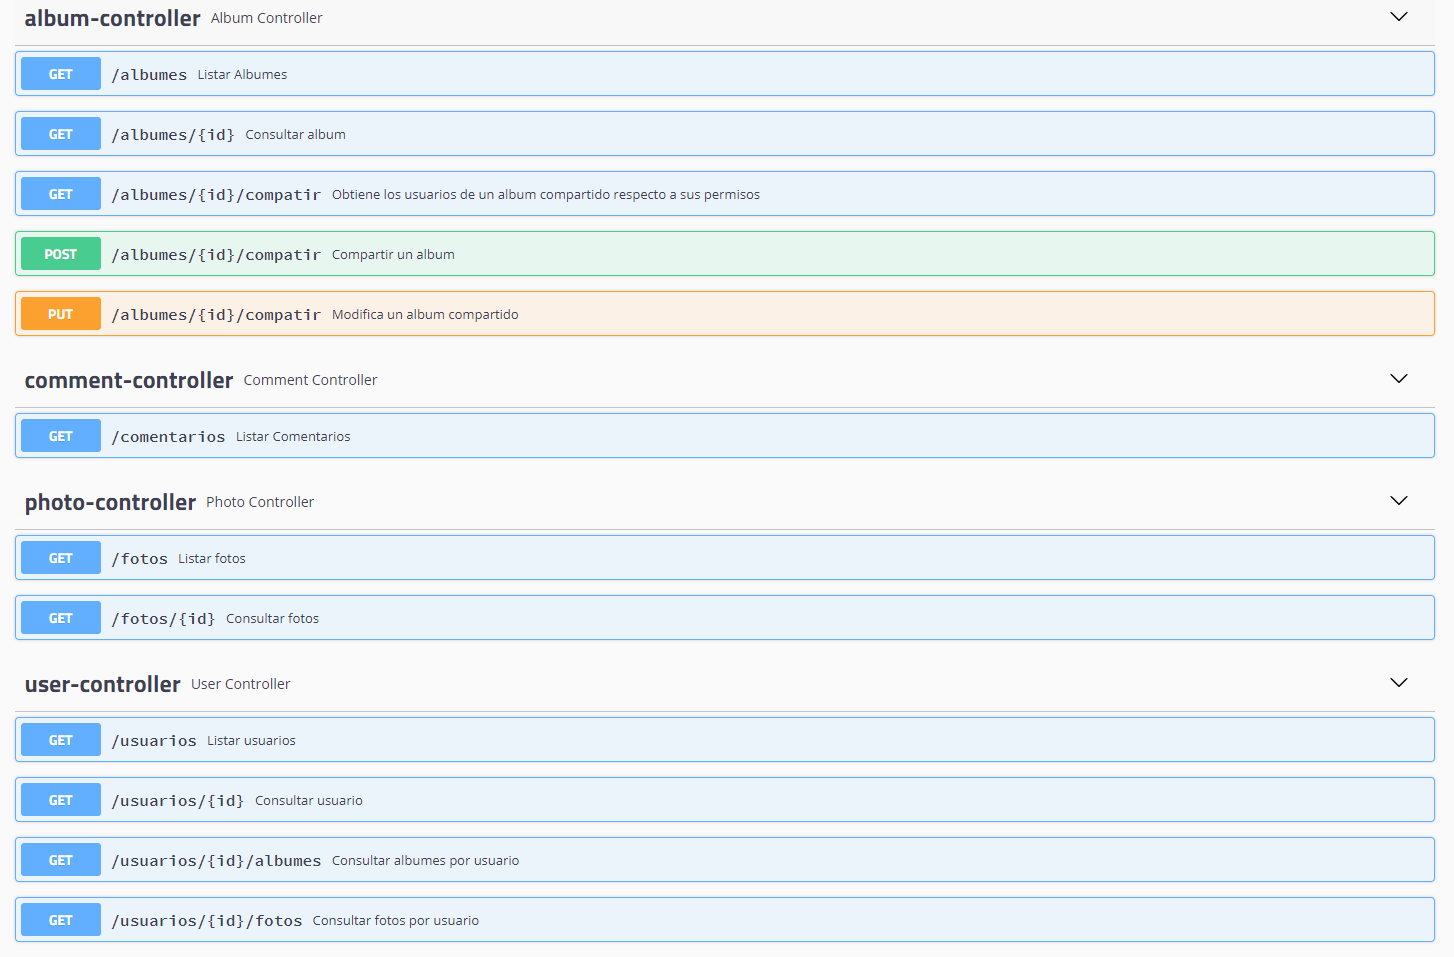 album-controller Album Controller
GET /albumes Listar Albumes
GET /albumes/{id} Consultar album
GET /albumes/{id}/compatir Obtiene los usuarios de un album compartido respecto a sus permisos
POST /albumes/{id}/compatir Compartir un album
PUT /albumes/{id}/compatir Modifica un album compartido
comment-controller Comment Controller
GET /comentarios Listar Comentarios
photo-controller Photo Controller
GET /fotos Listar fotos
GET /fotos/{id} Consultar fotos
user-controller User Controller
GET /usuarios Listar usuarios
GET /usuarios/{id} Consultar usuario
GET /usuarios/{id}/albumes Consultar albumes por usuario
GET /usuarios/{id}/fotos Consultar fotos por usuario